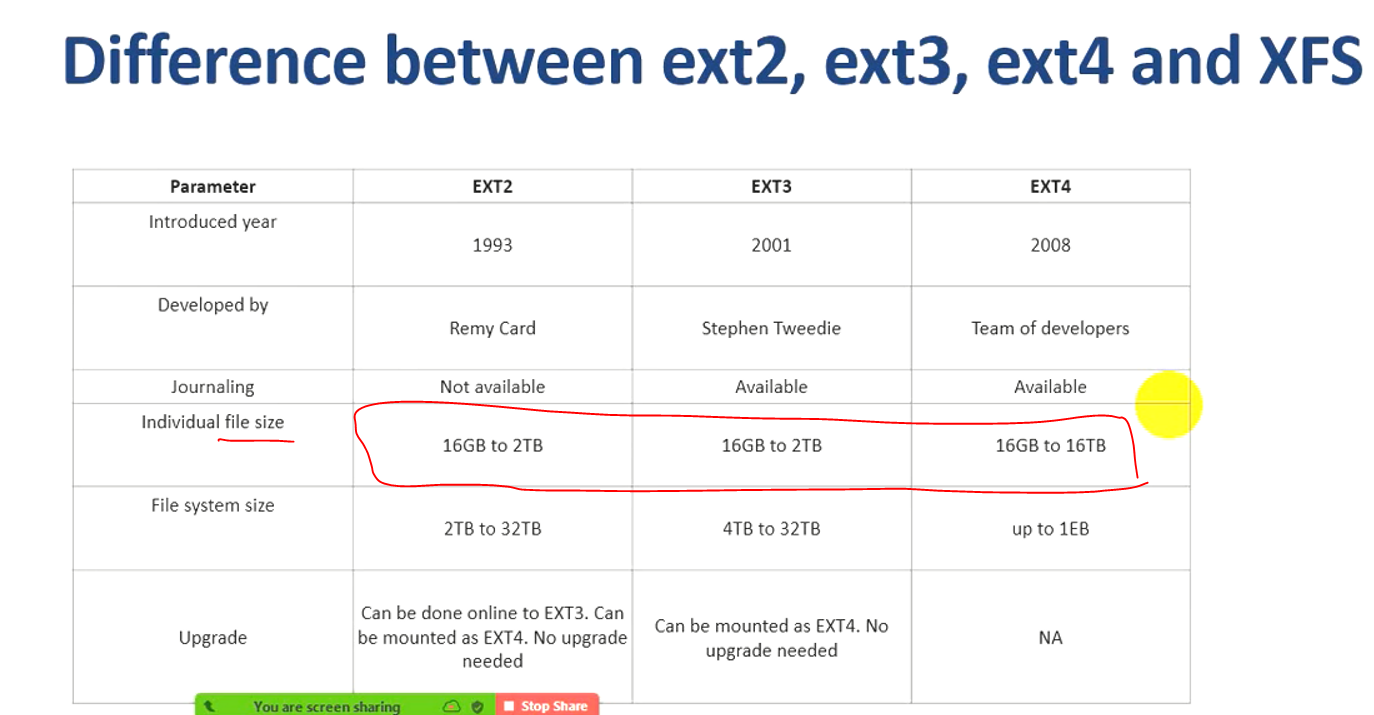 Difference between ext2, ext3, ext4 and XFS
Parameter EXT2 EXT3 EXT4
Introduced year 1993 2001 2008
Developed by Remy Card Stephen Tweedie Team of developers
Journaling Not available Available Available
Individual file size 16GB to 2TB 16GB to 2TB 16GB to 16TB
File system size 2TB to 32TB 4TB to 32TB up to 1EB
Upgrade
Can be done online to EXT3. Can
be mounted as EXT4. No upgrade
needed
Can be mounted as EXT4. No
upgrade needed
NA
You are screen sharing Stop Share